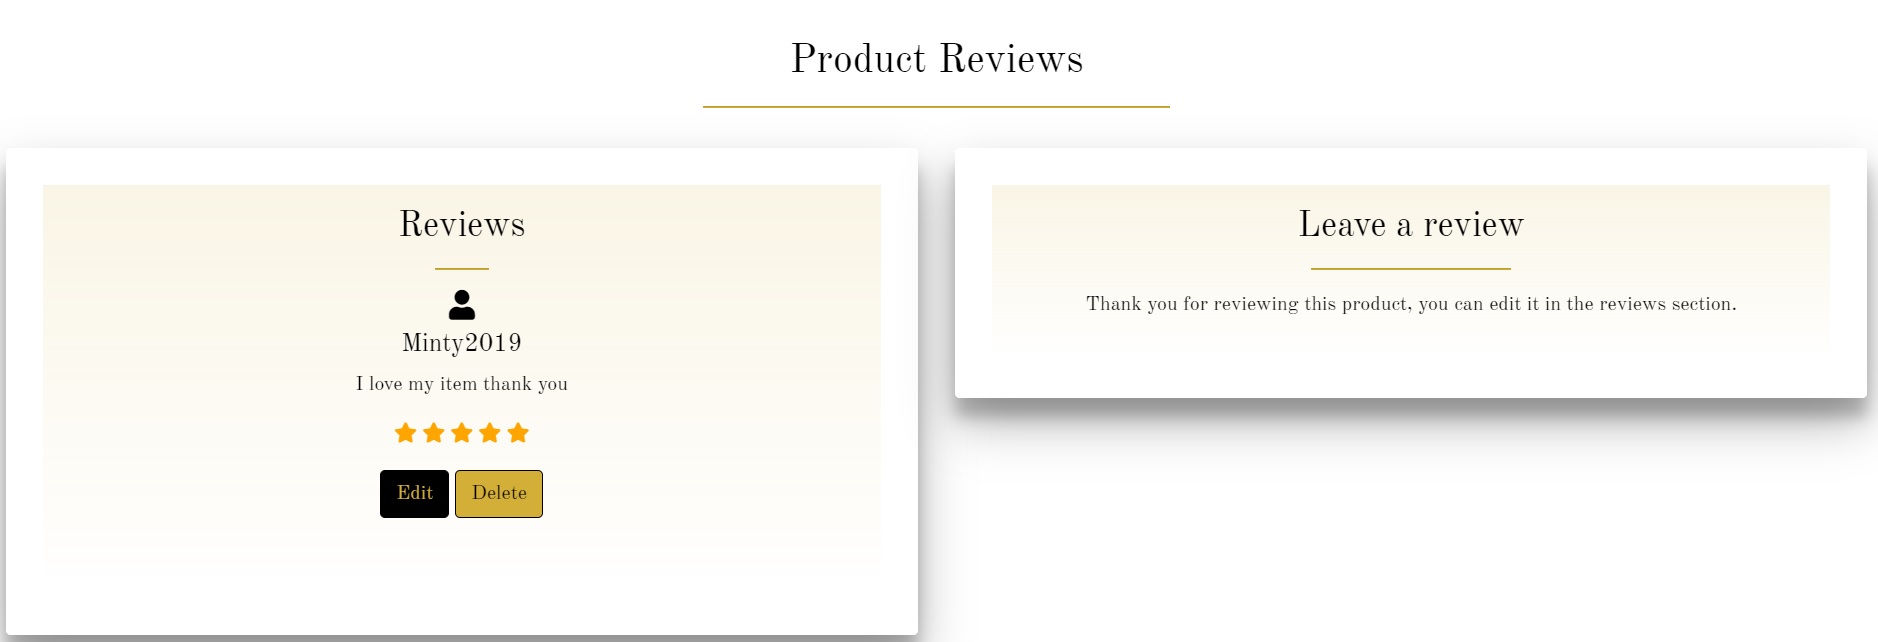 Product Reviews
Reviews
Minty2019
I love my item thank you
Edit Delete
Leave a review
Thank you for reviewing this product, you can edit it in the reviews section.